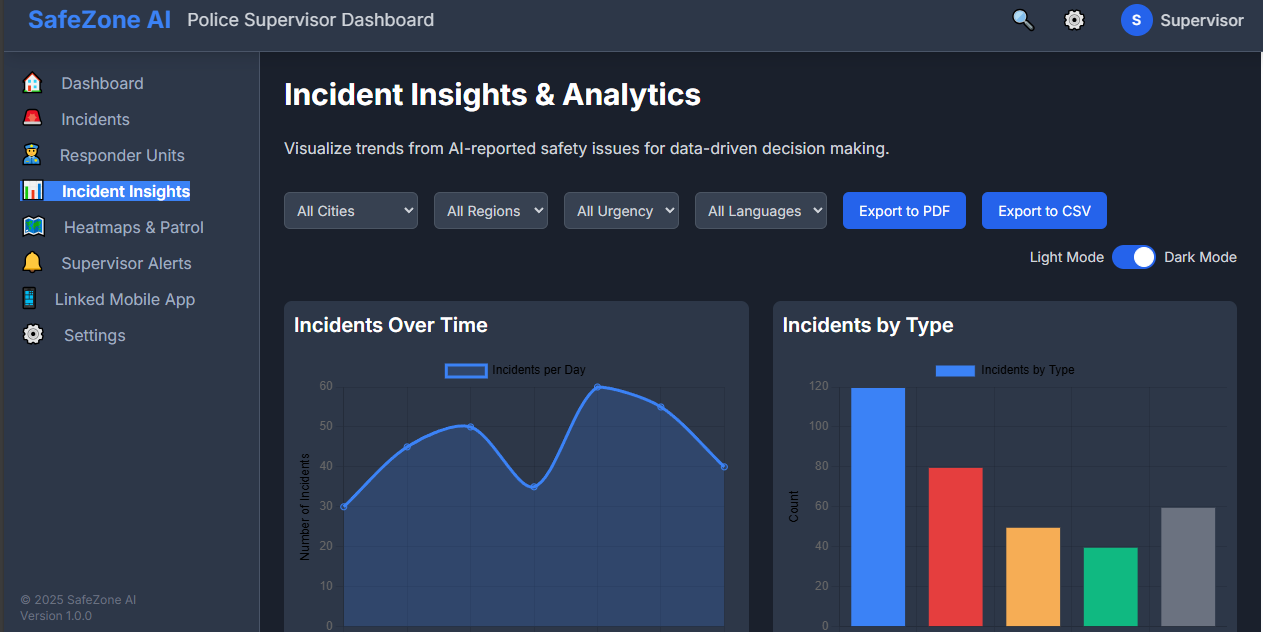 SafeZone AI Police Supervisor Dashboard
S Supervisor
Dashboard
Incidents
Responder Units
Incident Insights
Heatmaps & Patrol
Supervisor Alerts
Linked Mobile App
Settings
© 2025 SafeZone AI
Version 1.0.0
Incident Insights & Analytics
Visualize trends from AI-reported safety issues for data-driven decision making.
All Cities All Regions All Urgency All Languages Export to PDF Export to CSV
Light Mode Dark Mode
Incidents Over Time
Incidents per Day
Number of Incidents
60
50
40
30
20
10
0
Incidents by Type
Incidents by Type
Count
120
100
80
60
40
20
0